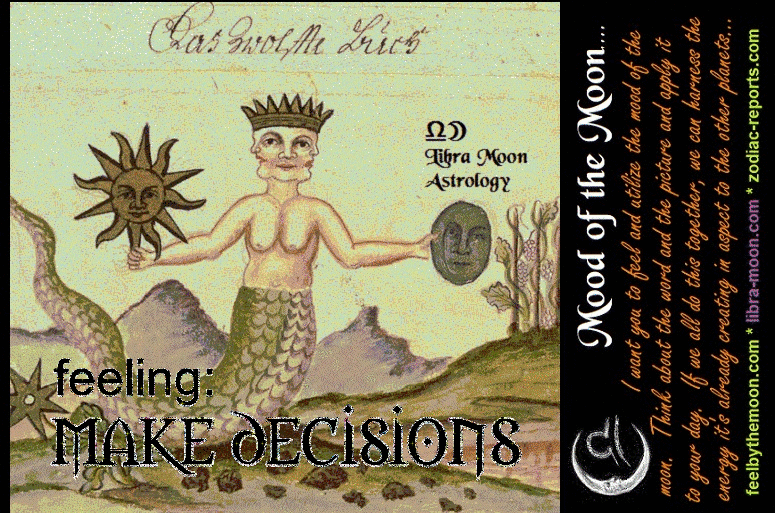 Das Zwolffte Buch
♎☽
Libra Moon
Astrology
feeling:
MAKE DECISIONS
Mood of the Moon....
I want you to feel and utilize the mood of the
moon. Think about the word and the picture and apply it
to your day. If we all do this together, we can harness the
energy it's already creating in aspect to the other planets...
feelbythemoon.com * libra-moon.com * zodiac-reports.com